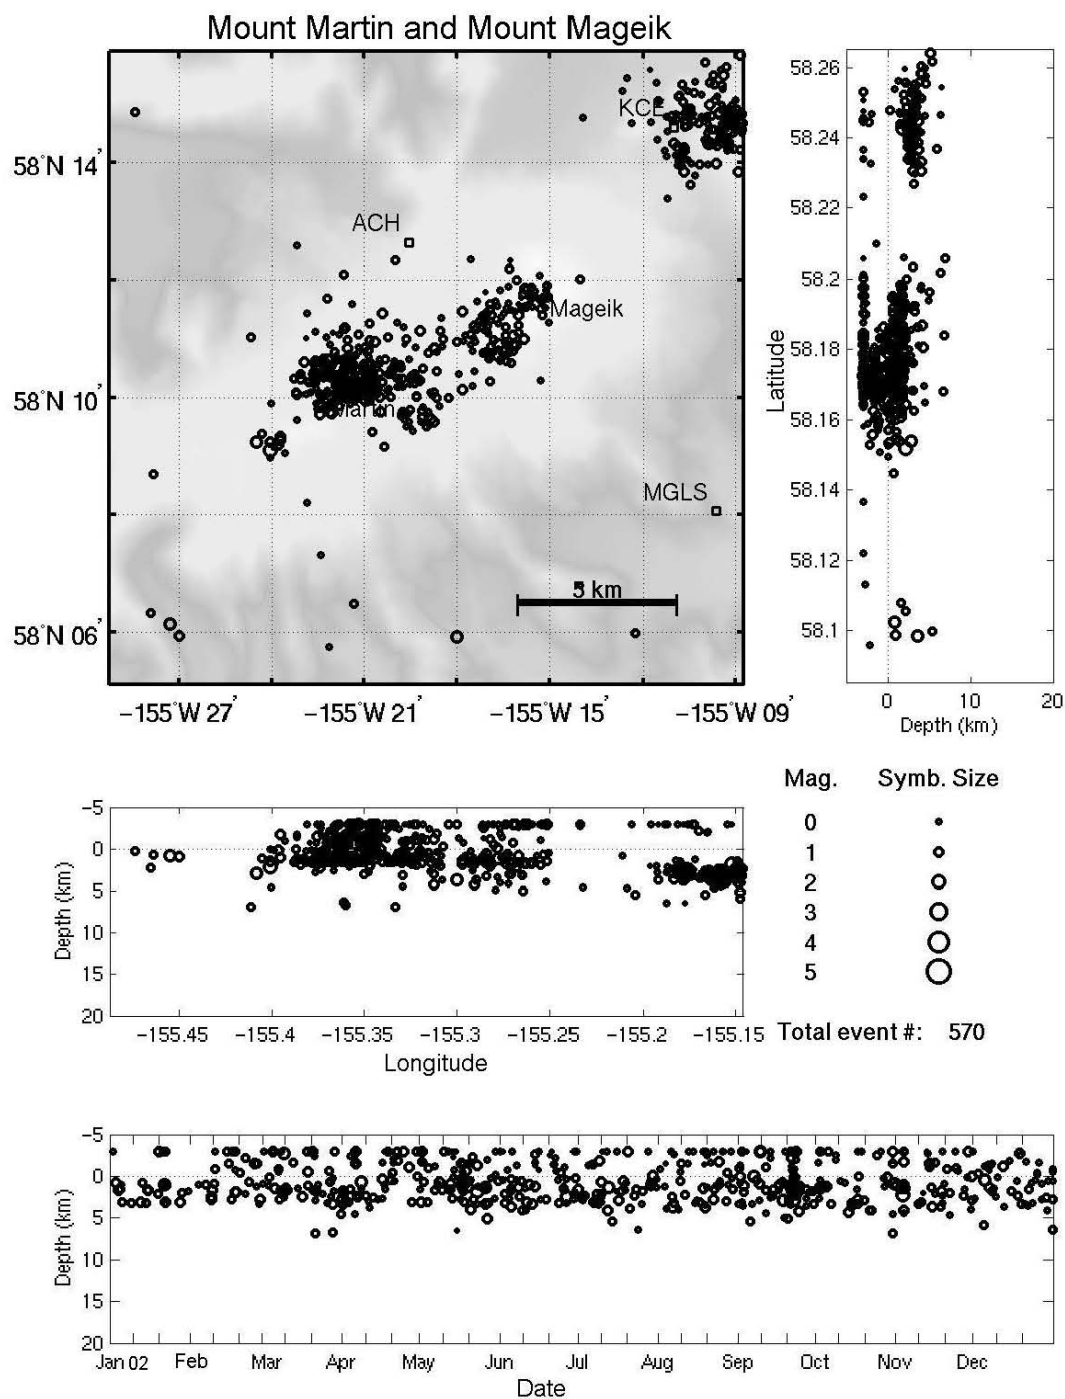 Mount Martin and Mount Mageik
KCE
58°N 14'
ACH
Mageik
58°N 10'
Martin
MGLS
5 km
58°N 06'
-155°W 27' -155°W 21' -155°W 15' -155°W 09'
58.26
58.24
58.22
58.2
58.18
58.16
58.14
58.12
58.1
Latitude
0 10 20
Depth (km)
-5
0
5
10
15
20
Depth (km)
-155.45 -155.4 -155.35 -155.3 -155.25 -155.2 -155.15
Longitude
Mag. Symb. Size
0
1
2
3
4
5
Total event #: 570
-5
0
5
10
15
20
Depth (km)
Jan 02 Feb Mar Apr May Jun Jul Aug Sep Oct Nov Dec
Date